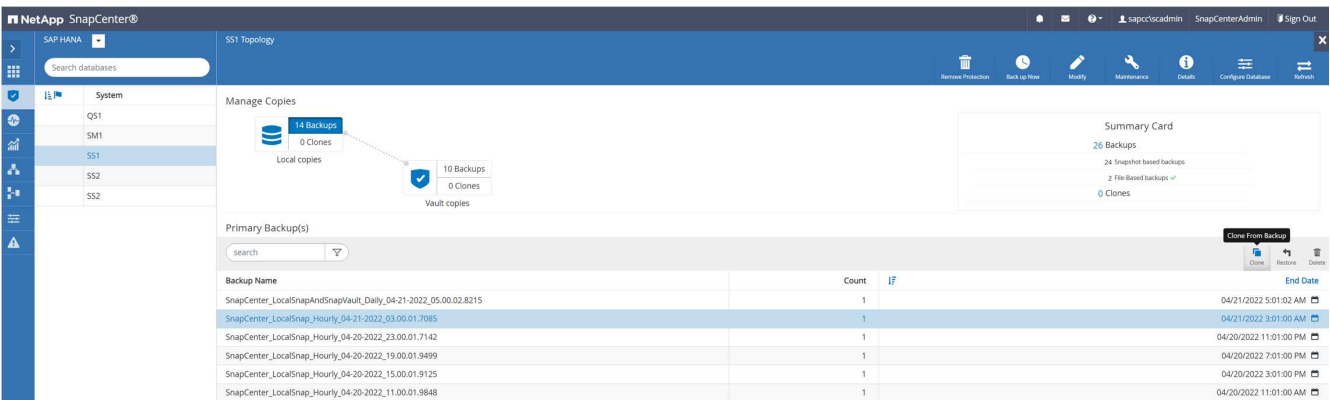 NetApp SnapCenter®
sapcc\scadmin SnapCenterAdmin Sign Out
SAP HANA
SS1 Topology
Search databases
Remove Protection Back up Now Modify Maintenance Details Configure Database Refresh
System
QS1
SM1
SS1
SS2
SS2
Manage Copies
14 Backups
0 Clones
Local copies
10 Backups
0 Clones
Vault copies
Summary Card
26 Backups
24 Snapshot based backups
2 File-Based backups ✓
0 Clones
Primary Backup(s)
Clone From Backup
search
Clone Restore Delete
Backup Name Count End Date
SnapCenter_LocalSnapAndSnapVault_Daily_04-21-2022_05.00.02.8215 1 04/21/2022 5:01:02 AM
SnapCenter_LocalSnap_Hourly_04-21-2022_03.00.01.7085 1 04/21/2022 3:01:00 AM
SnapCenter_LocalSnap_Hourly_04-20-2022_23.00.01.7142 1 04/20/2022 11:01:00 PM
SnapCenter_LocalSnap_Hourly_04-20-2022_19.00.01.9499 1 04/20/2022 7:01:00 PM
SnapCenter_LocalSnap_Hourly_04-20-2022_15.00.01.9125 1 04/20/2022 3:01:00 PM
SnapCenter_LocalSnap_Hourly_04-20-2022_11.00.01.9848 1 04/20/2022 11:01:00 AM